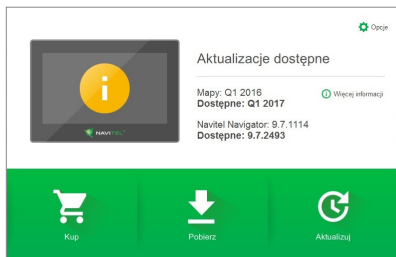 Opcje
Aktualizacje dostępne
Mapy: Q1 2016
Dostępne: Q1 2017
Więcej informacji
Navitel Navigator: 9.7.1114
Dostępne: 9.7.2493
NAVITEL
Kup
Pobierz
Aktualizuj